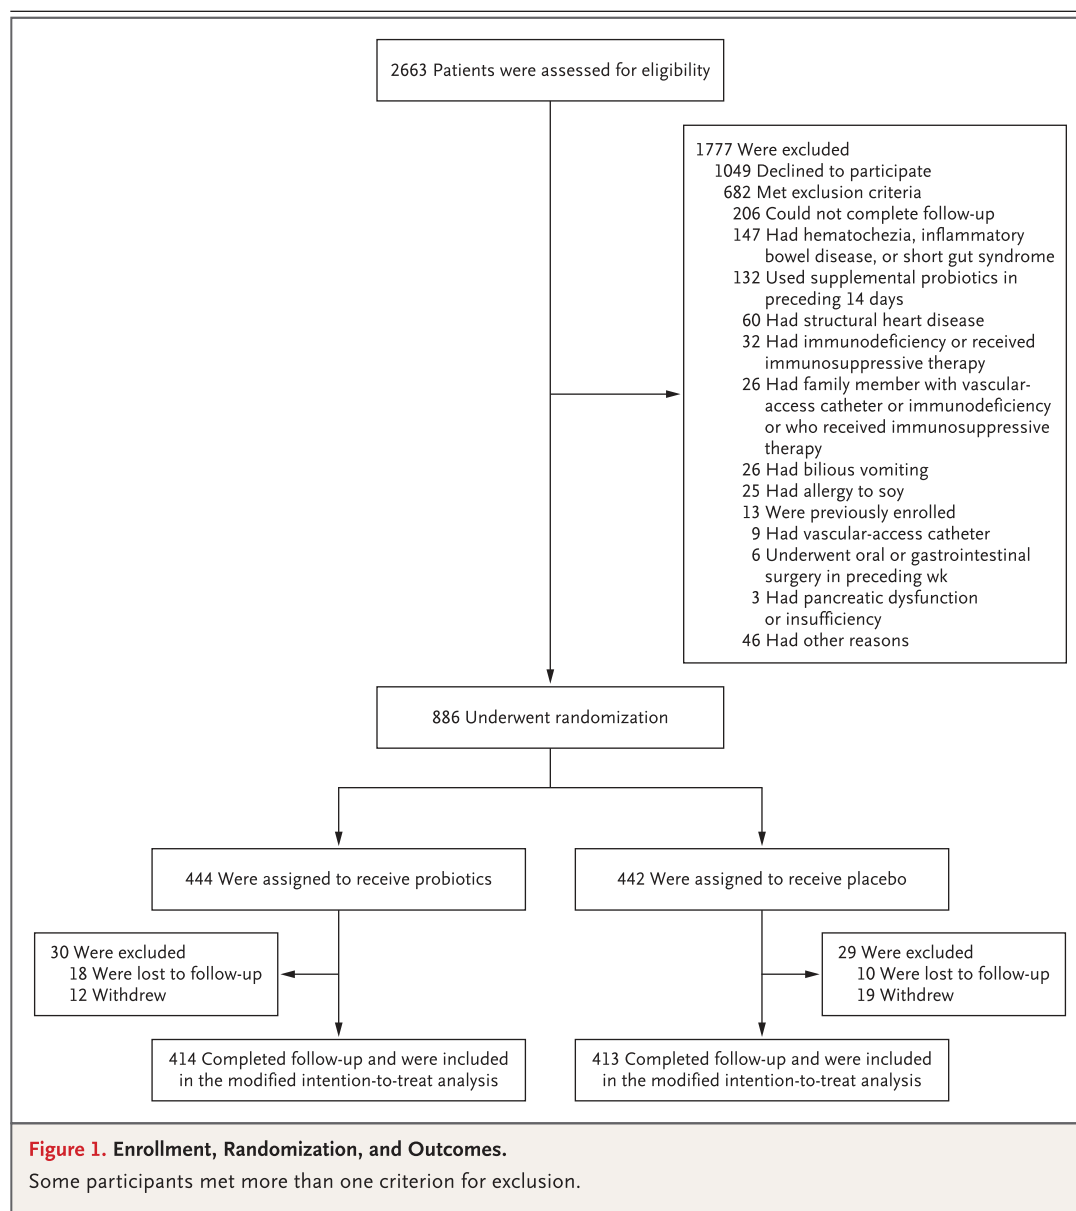 2663 Patients were assessed for eligibility
1777 Were excluded
1049 Declined to participate
682 Met exclusion criteria
206 Could not complete follow-up
147 Had hematochezia, inflammatory
bowel disease, or short gut syndrome
132 Used supplemental probiotics in
preceding 14 days
60 Had structural heart disease
32 Had immunodeficiency or received
immunosuppressive therapy
26 Had family member with vascular-
access catheter or immunodeficiency
or who received immunosuppressive
therapy
26 Had bilious vomiting
25 Had allergy to soy
13 Were previously enrolled
9 Had vascular-access catheter
6 Underwent oral or gastrointestinal
surgery in preceding wk
3 Had pancreatic dysfunction
or insufficiency
46 Had other reasons
886 Underwent randomization
444 Were assigned to receive probiotics
442 Were assigned to receive placebo
30 Were excluded
18 Were lost to follow-up
12 Withdrew
29 Were excluded
10 Were lost to follow-up
19 Withdrew
414 Completed follow-up and were included
in the modified intention-to-treat analysis
413 Completed follow-up and were included
in the modified intention-to-treat analysis
Figure 1. Enrollment, Randomization, and Outcomes.
Some participants met more than one criterion for exclusion.